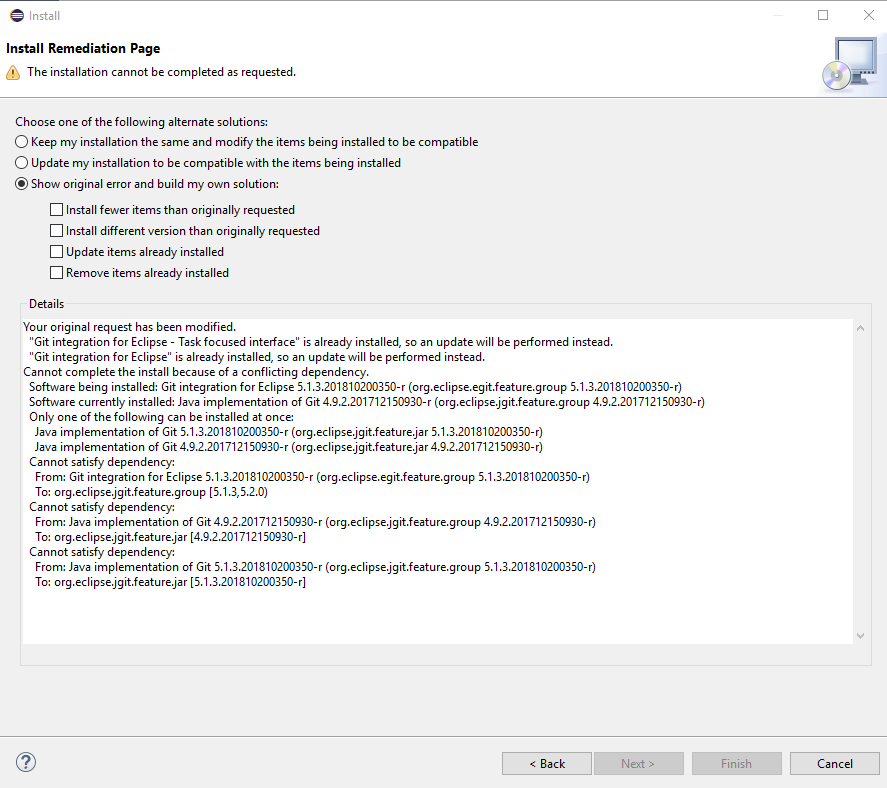 Install
Install Remediation Page
The installation cannot be completed as requested.
Choose one of the following alternate solutions:
Keep my installation the same and modify the items being installed to be compatible
Update my installation to be compatible with the items being installed
Show original error and build my own solution:
Install fewer items than originally requested
Install different version than originally requested
Update items already installed
Remove items already installed
Details
Your original request has been modified.
"Git integration for Eclipse - Task focused interface" is already installed, so an update will be performed instead.
"Git integration for Eclipse" is already installed, so an update will be performed instead.
Cannot complete the install because of a conflicting dependency.
Software being installed: Git integration for Eclipse 5.1.3.201810200350-r (org.eclipse.egit.feature.group 5.1.3.201810200350-r)
Software currently installed: Java implementation of Git 4.9.2.201712150930-r (org.eclipse.jgit.feature.group 4.9.2.201712150930-r)
Only one of the following can be installed at once:
Java implementation of Git 5.1.3.201810200350-r (org.eclipse.jgit.feature.jar 5.1.3.201810200350-r)
Java implementation of Git 4.9.2.201712150930-r (org.eclipse.jgit.feature.jar 4.9.2.201712150930-r)
Cannot satisfy dependency:
From: Git integration for Eclipse 5.1.3.201810200350-r (org.eclipse.egit.feature.group 5.1.3.201810200350-r)
To: org.eclipse.jgit.feature.group [5.1.3,5.2.0)
Cannot satisfy dependency:
From: Java implementation of Git 4.9.2.201712150930-r (org.eclipse.jgit.feature.group 4.9.2.201712150930-r)
To: org.eclipse.jgit.feature.jar [4.9.2.201712150930-r]
Cannot satisfy dependency:
From: Java implementation of Git 5.1.3.201810200350-r (org.eclipse.jgit.feature.group 5.1.3.201810200350-r)
To: org.eclipse.jgit.feature.jar [5.1.3.201810200350-r]
? < Back Next > Finish Cancel